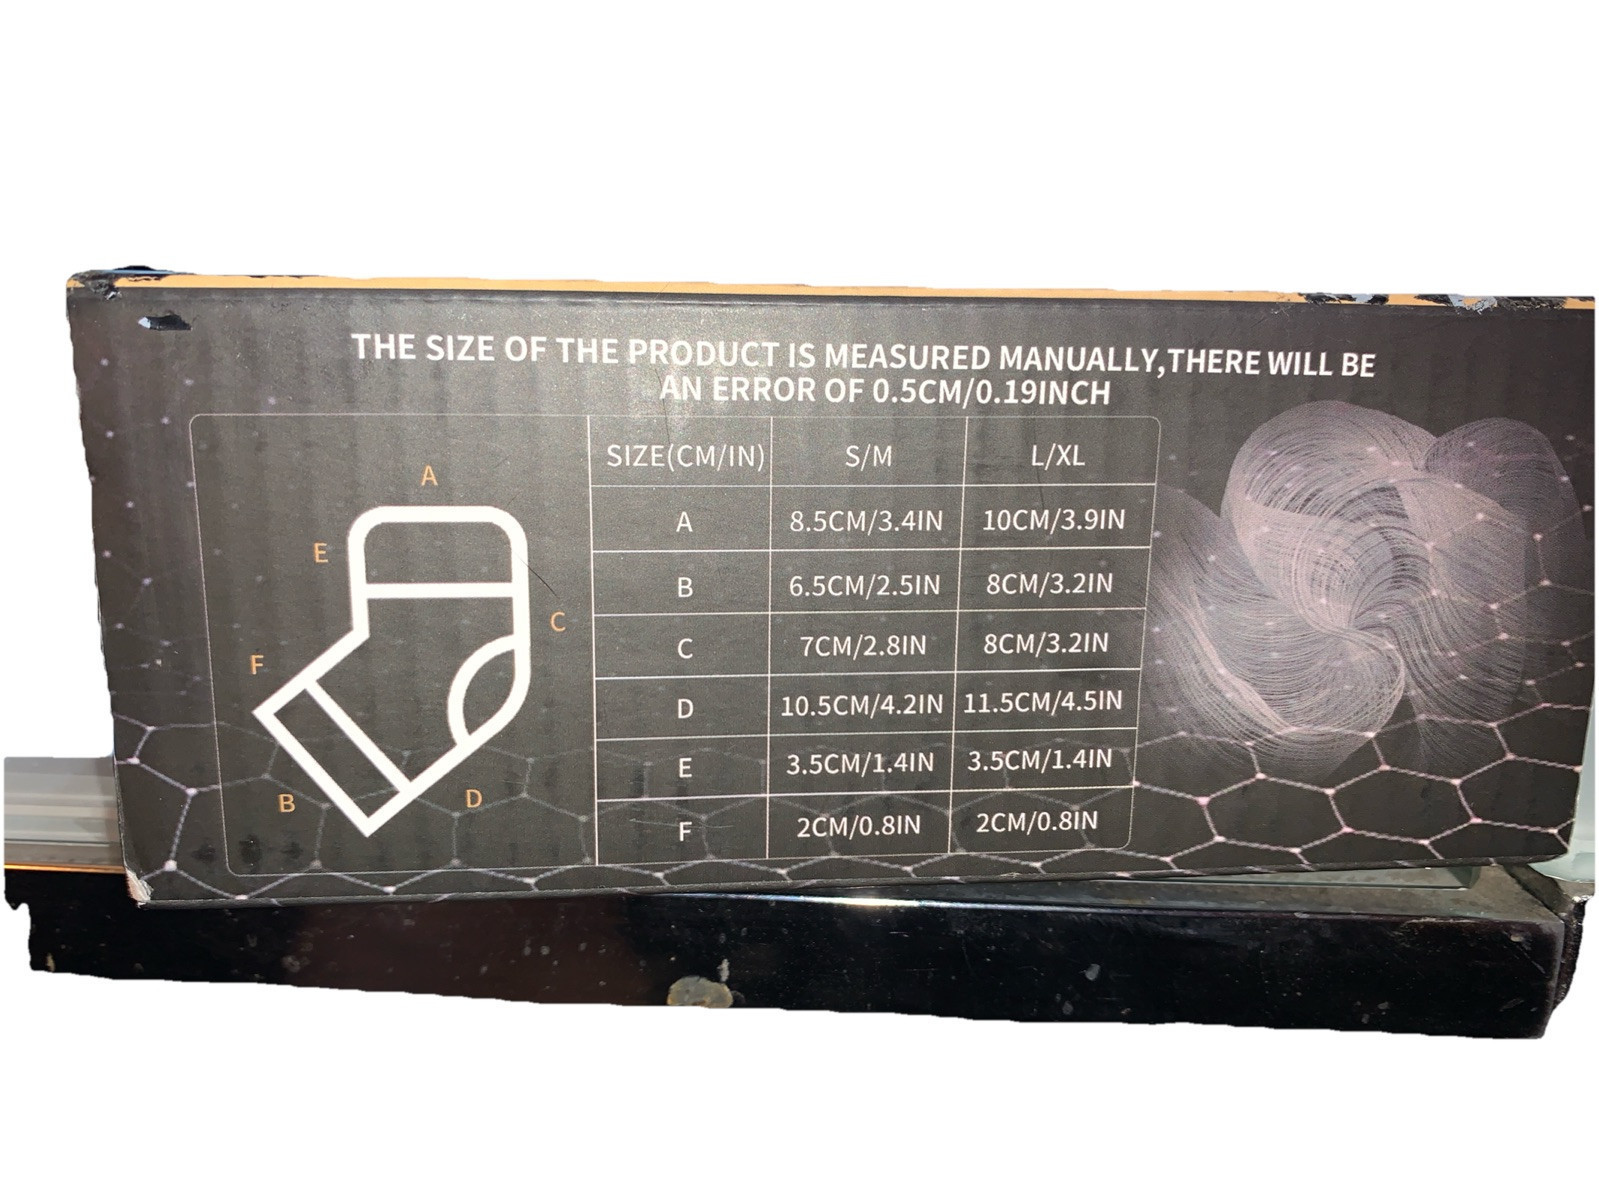 THE SIZE OF THE PRODUCT IS MEASURED MANUALLY,THERE WILL BE
AN ERROR OF 0.5CM/0.19INCH
A
E
C
F
B
D
SIZE(CM/IN) S/M L/XL
A 8.5CM/3.4IN 10CM/3.9IN
B 6.5CM/2.5IN 8CM/3.2IN
C 7CM/2.8IN 8CM/3.2IN
D 10.5CM/4.2IN 11.5CM/4.5IN
E 3.5CM/1.4IN 3.5CM/1.4IN
F 2CM/0.8IN 2CM/0.8IN